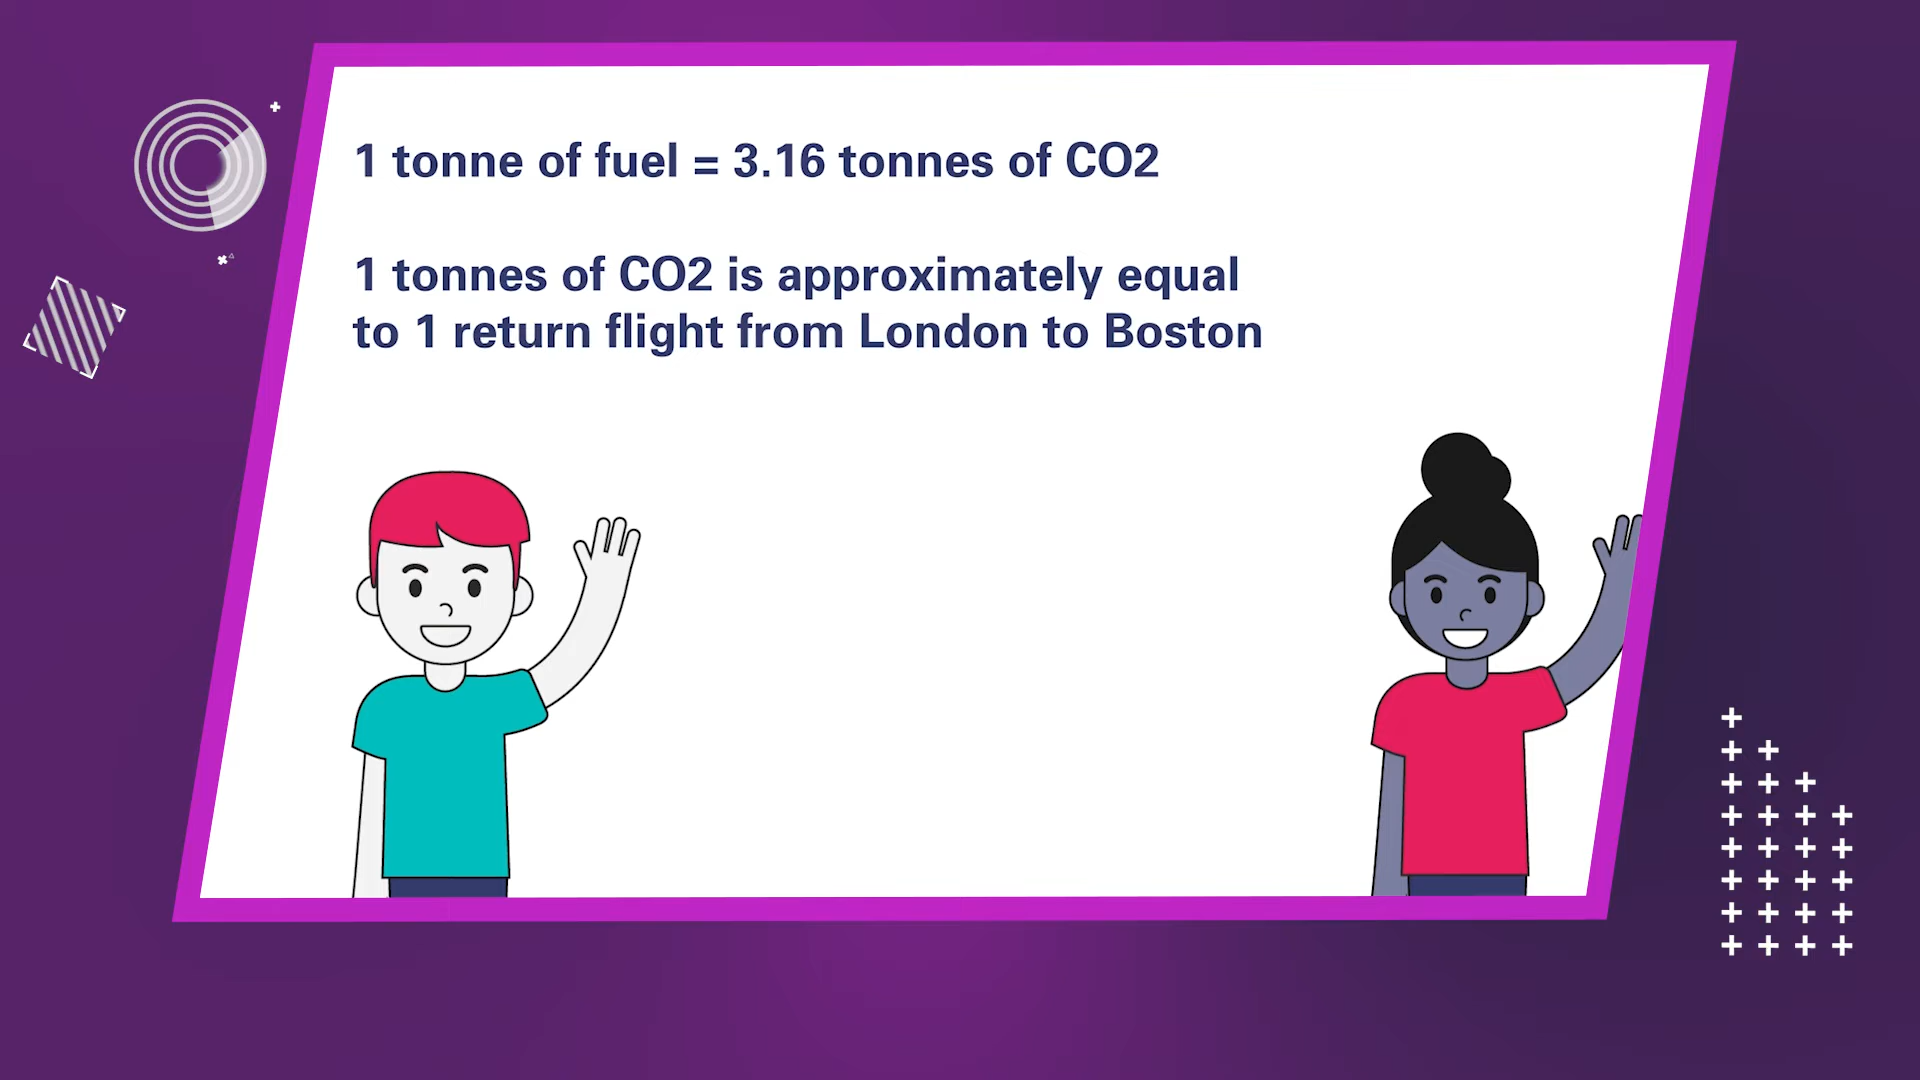 1 tonne of fuel = 3.16 tonnes of CO2
1 tonnes of CO2 is approximately equal
to 1 return flight from London to Boston